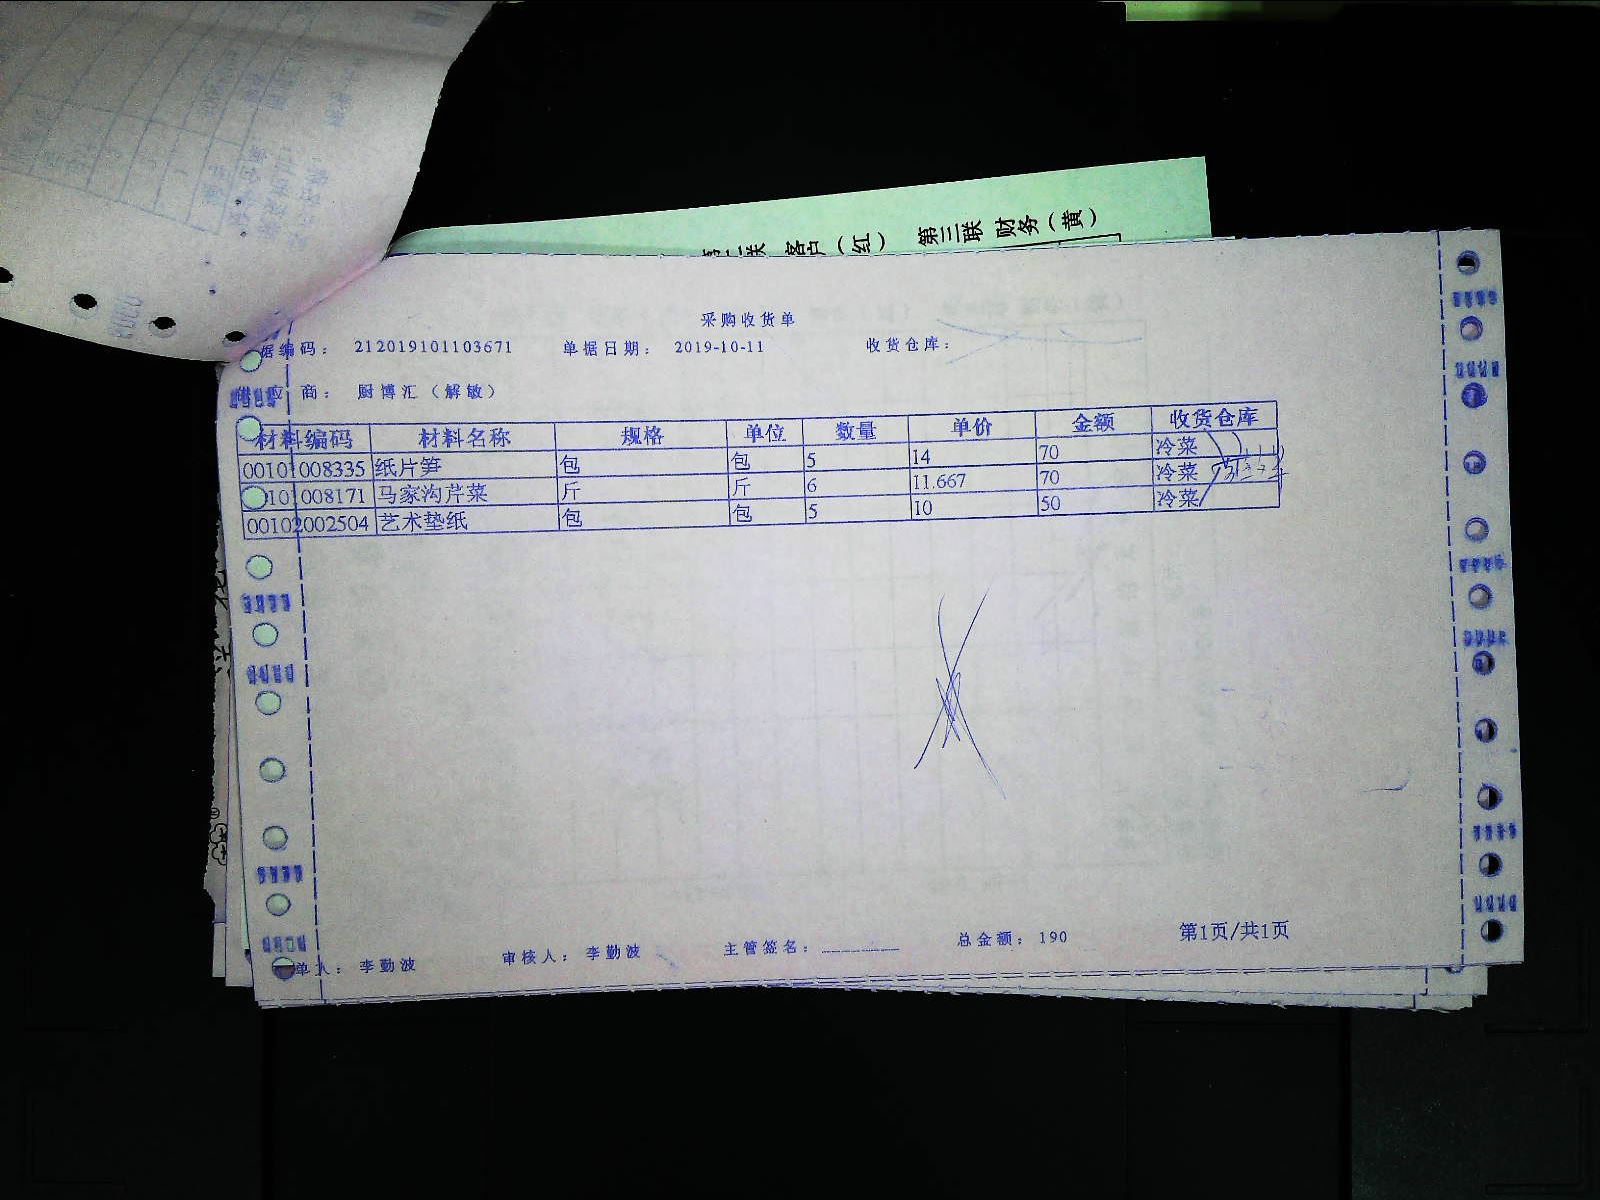 第三联 财务（黄）
客户（红）
采购收货单
据编码： 212019101103671 单据日期： 2019-10-11 收货仓库：
应 商： 厨博汇（解敏）
材料编码 材料名称 规格 单位 数量 单价 金额 收货仓库
00101008335 纸片笋 包 包 5 14 70 冷菜
00101008171 马家沟芹菜 斤 斤 6 11.667 70 冷菜
00102002504 艺术垫纸 包 包 5 10 50 冷菜
单人： 李勤波 审核人： 李勤波 主管签名： 总金额： 190 第1页/共1页